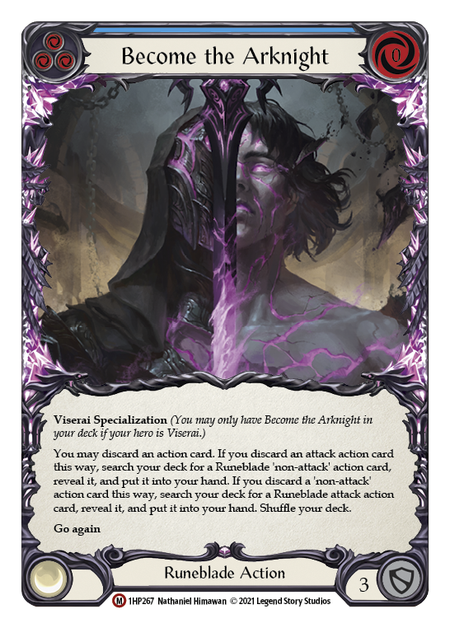 Become the Arknight
0
Viserai Specialization (You may only have Become the Arknight in
your deck if your hero is Viserai.)
You may discard an action card. If you discard an attack action card
this way, search your deck for a Runeblade 'non-attack' action card,
reveal it, and put it into your hand. If you discard a 'non-attack'
action card this way, search your deck for a Runeblade attack action
card, reveal it, and put it into your hand. Shuffle your deck.
Go again
Runeblade Action
3
M 1HP267 Nathaniel Himawan © 2021 Legend Story Studios